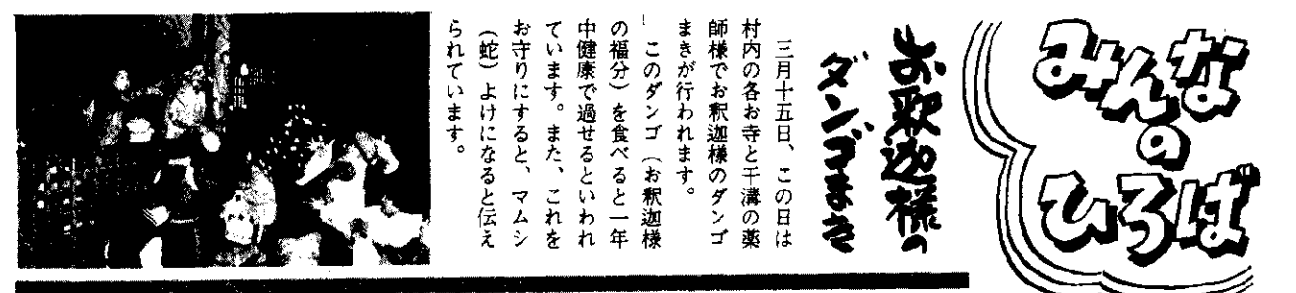 みんな
の
ひろば
お釈迦様の
ダンゴまき
三月十五日、この日は
村内の各お寺と干溝の薬
師様でお釈迦様のダンゴ
まきが行われます。
このダンゴ（お釈迦様
の福分）を食べると一年
中健康で過せるといわれ
ています。また、これを
お守りにすると、マムシ
（蛇）よけになると伝え
られています。